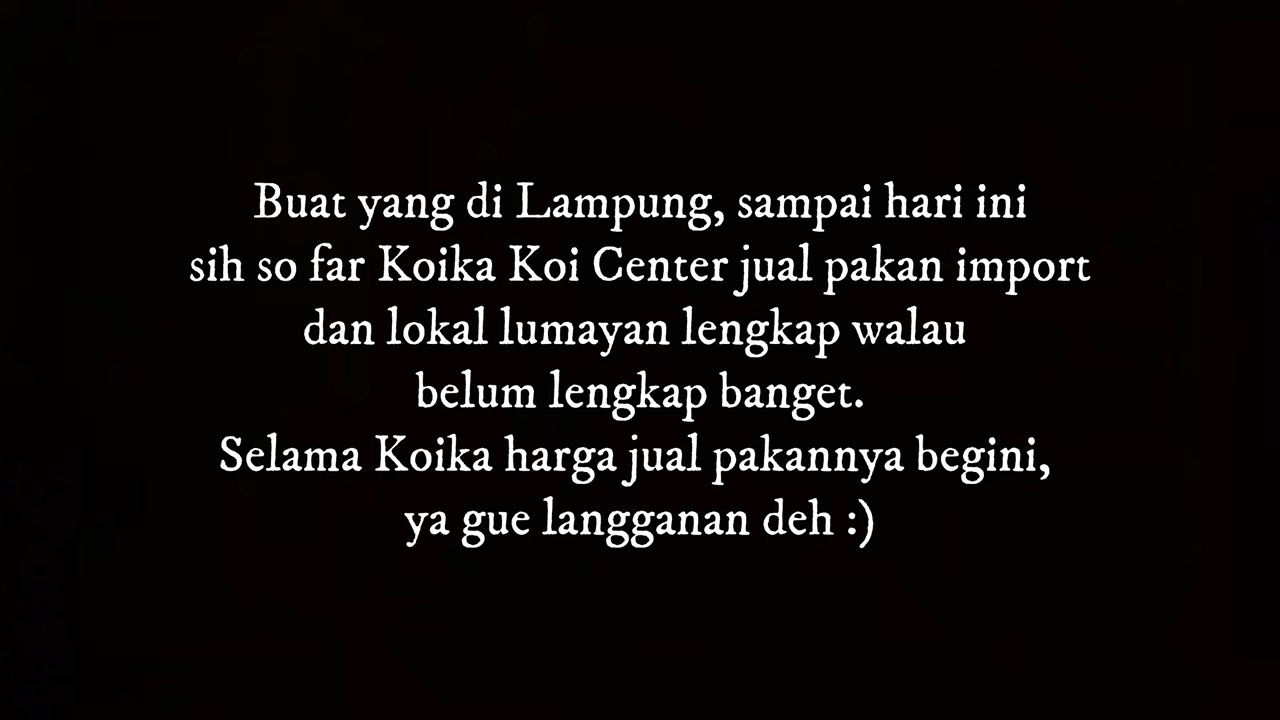 Buat yang di Lampung, sampai hari ini
sih so far Koika Koi Center jual pakan import
dan lokal lumayan lengkap walau
belum lengkap banget.
Selama Koika harga jual pakannya begini,
ya gue langganan deh :)